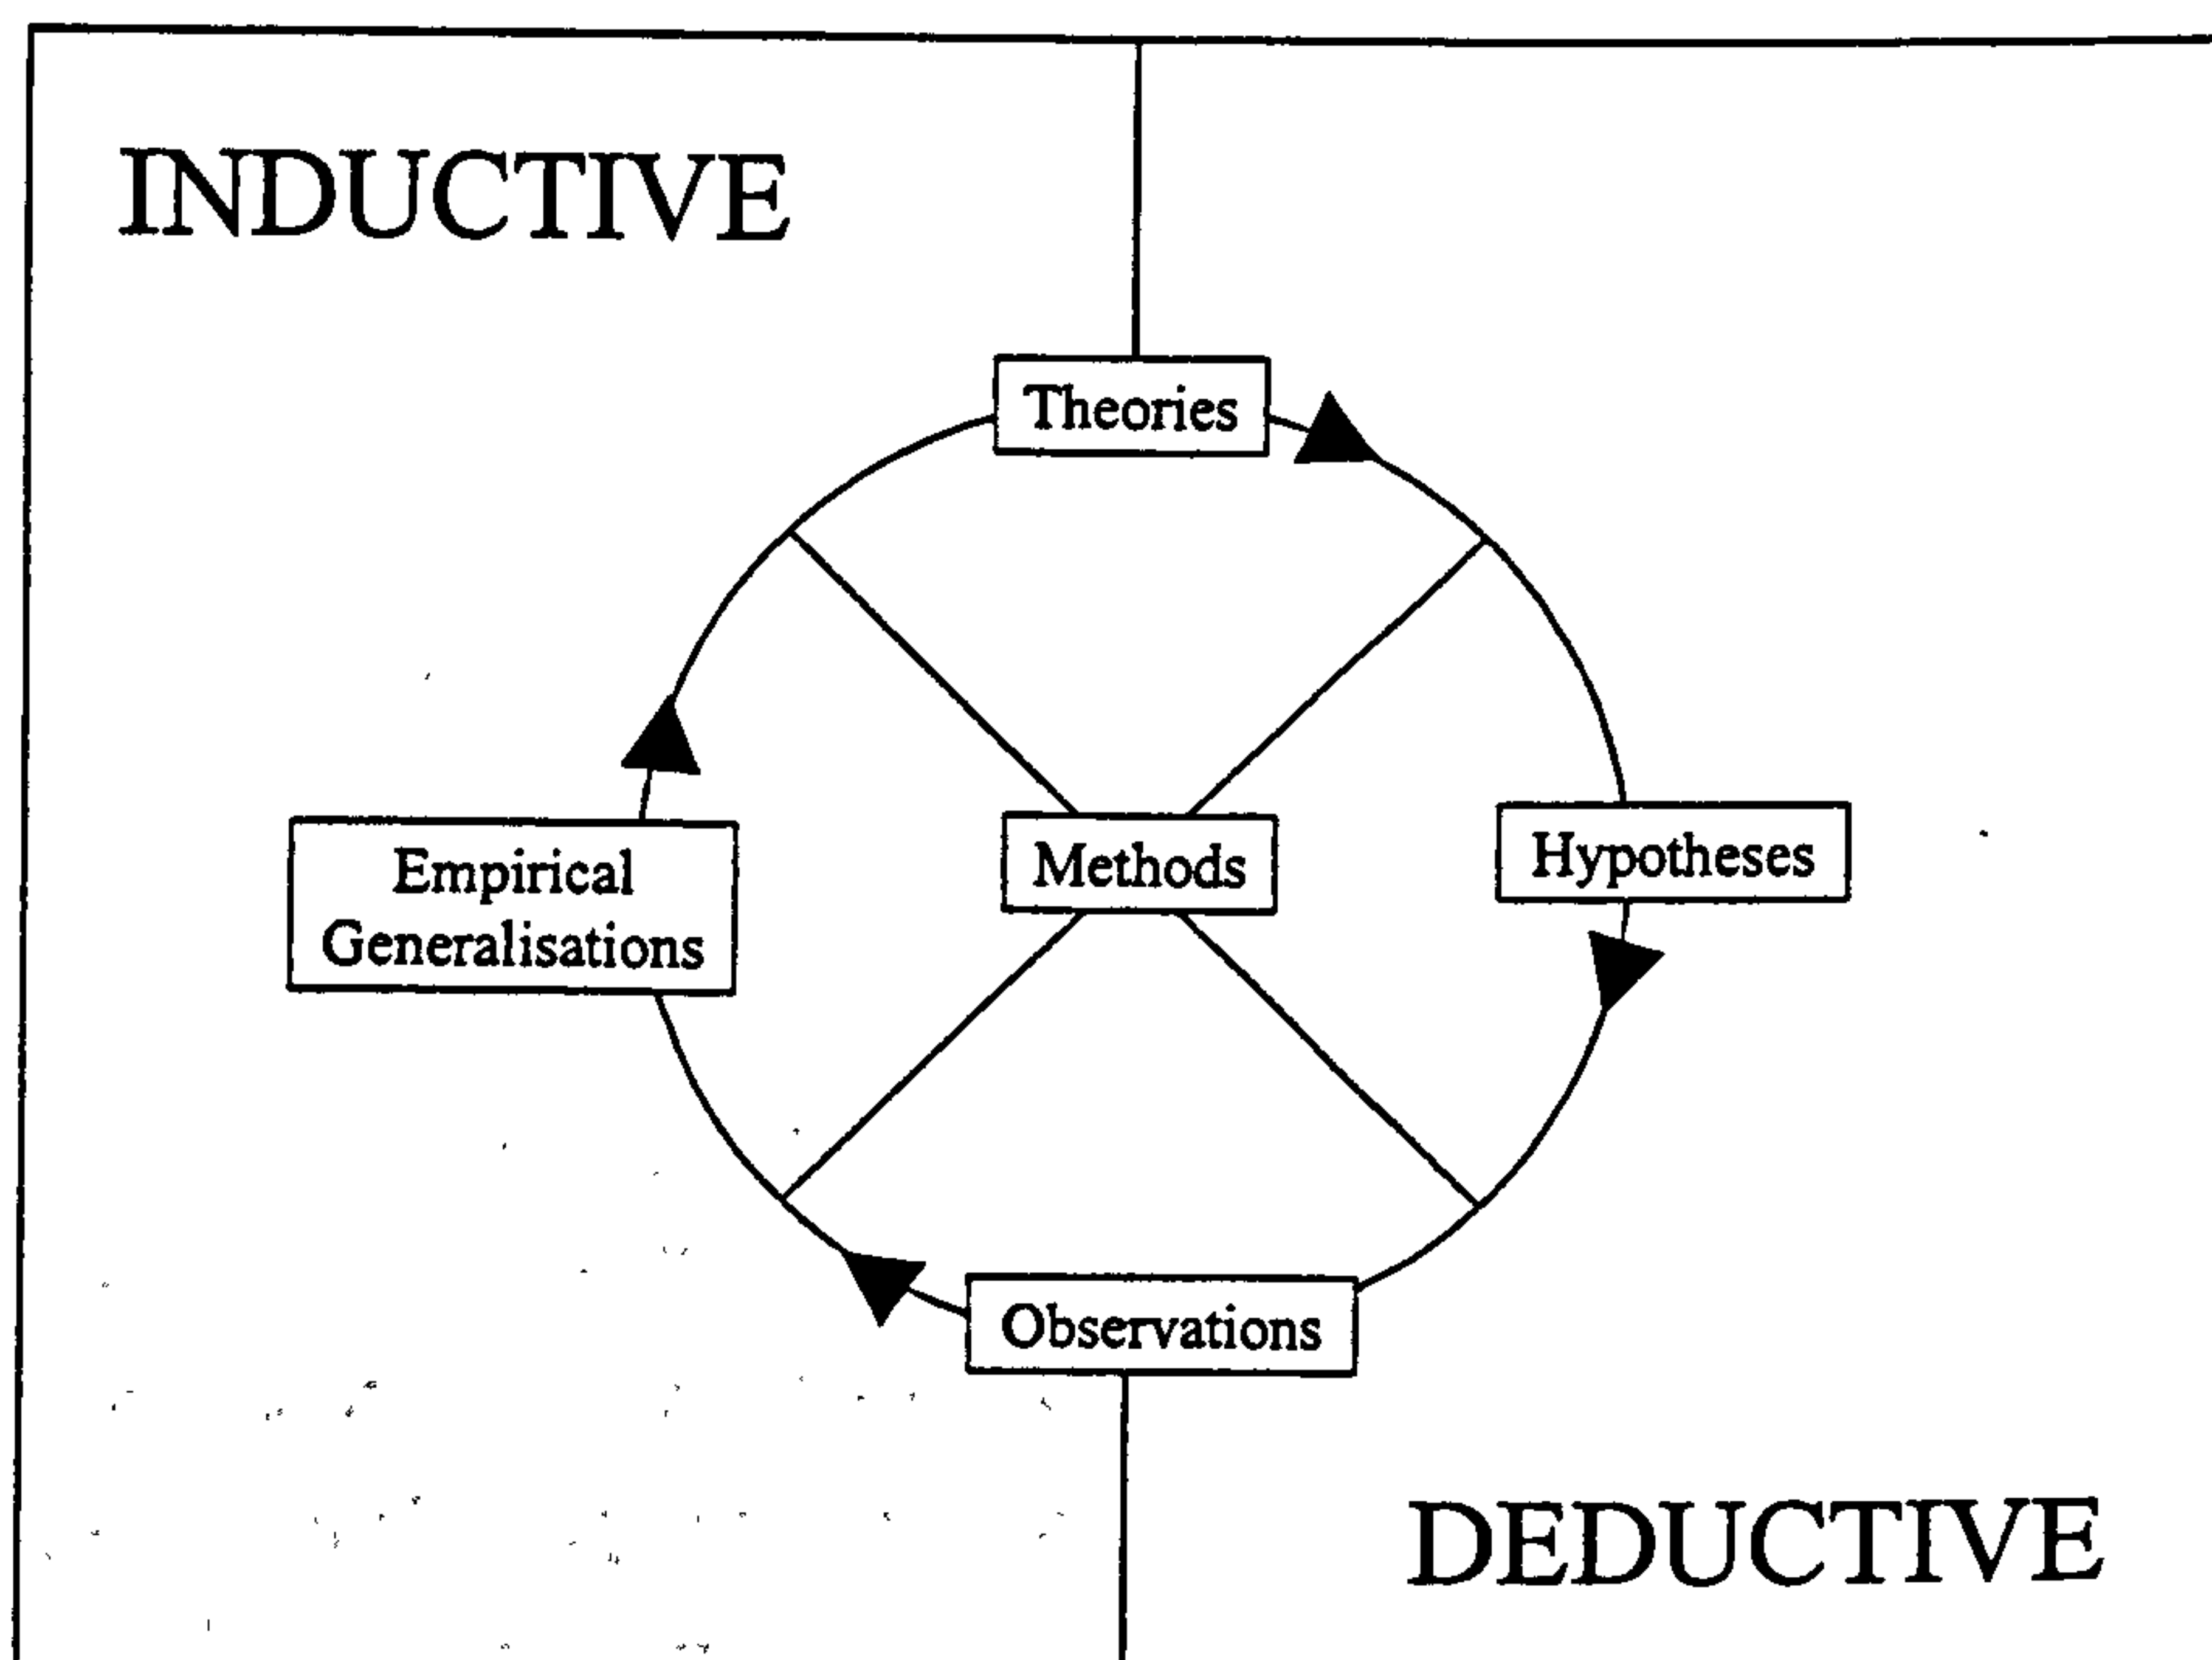 INDUCTIVE
Theories
Empirical
Generalisations
Methods
Hypotheses
Observations
DEDUCTIVE